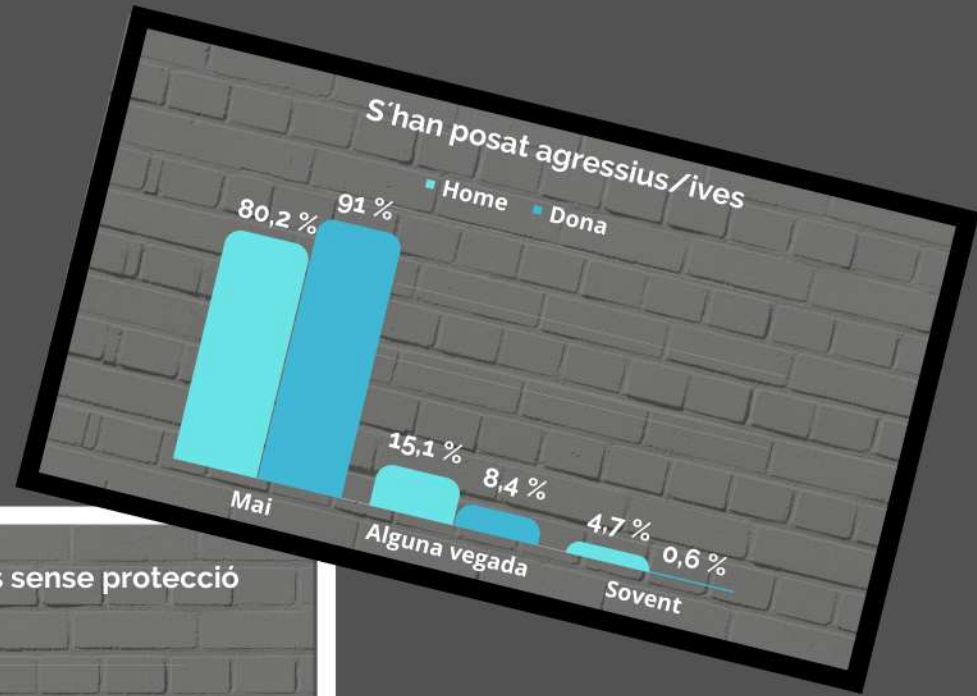 S´han posat agressius/ives
Home Dona
80,2 % 91 %
15,1 % 8,4 %
4,7 % 0,6 %
Mai Alguna vegada Sovent
sense protecció